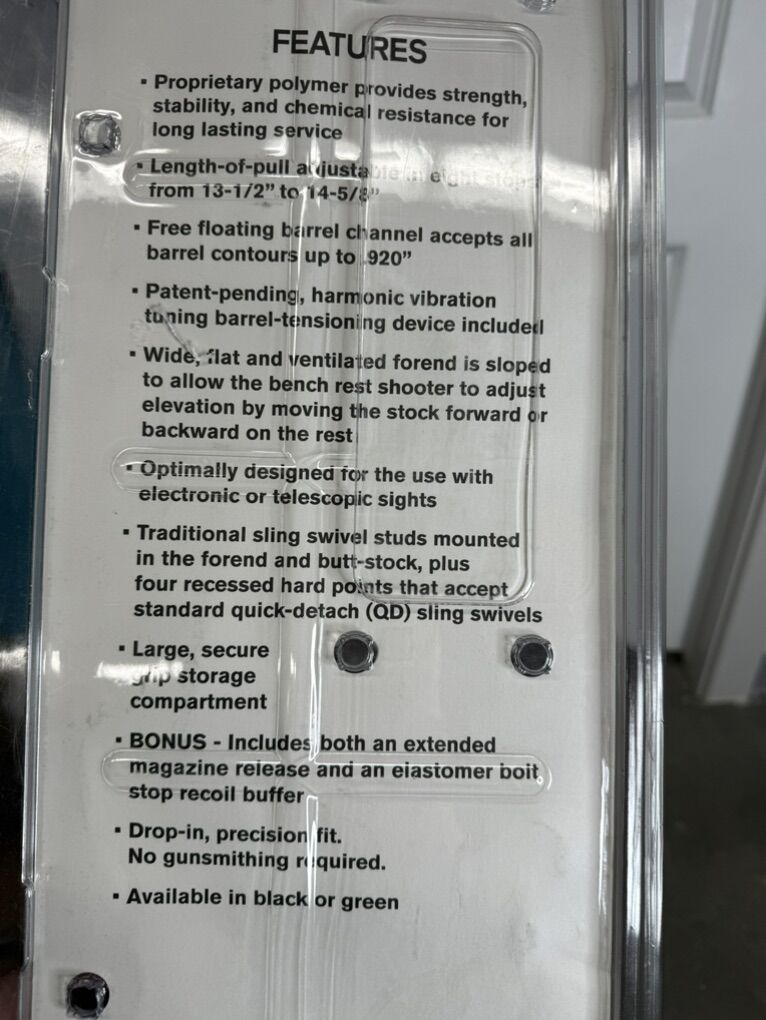 FEATURES
▪ Proprietary polymer provides strength,
stability, and chemical resistance for
long lasting service
▪ Length-of-pull adjustable in eight stops
from 13-1/2” to 14-5/8”
▪ Free floating barrel channel accepts all
barrel contours up to .920”
▪ Patent-pending, harmonic vibration
tuning barrel-tensioning device included
▪ Wide, flat and ventilated forend is sloped
to allow the bench rest shooter to adjust
elevation by moving the stock forward or
backward on the rest
▪ Optimally designed for the use with
electronic or telescopic sights
▪ Traditional sling swivel studs mounted
in the forend and butt-stock, plus
four recessed hard points that accept
standard quick-detach (QD) sling swivels
▪ Large, secure
grip storage
compartment
▪ BONUS - Includes both an extended
magazine release and an elastomer bolt
stop recoil buffer
▪ Drop-in, precision fit.
No gunsmithing required.
▪ Available in black or green